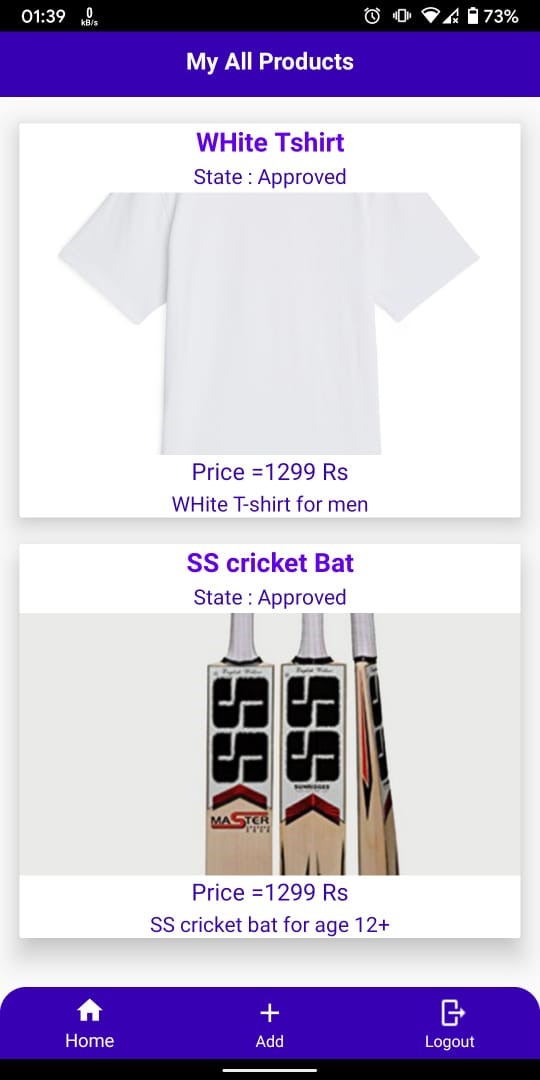 01:39 0 kB/s 73%
My All Products
WHite Tshirt
State : Approved
Price =1299 Rs
WHite T-shirt for men
SS cricket Bat
State : Approved
SS SS SS
SUNRIDGES
MASTER
Price =1299 Rs
SS cricket bat for age 12+
Home Add Logout